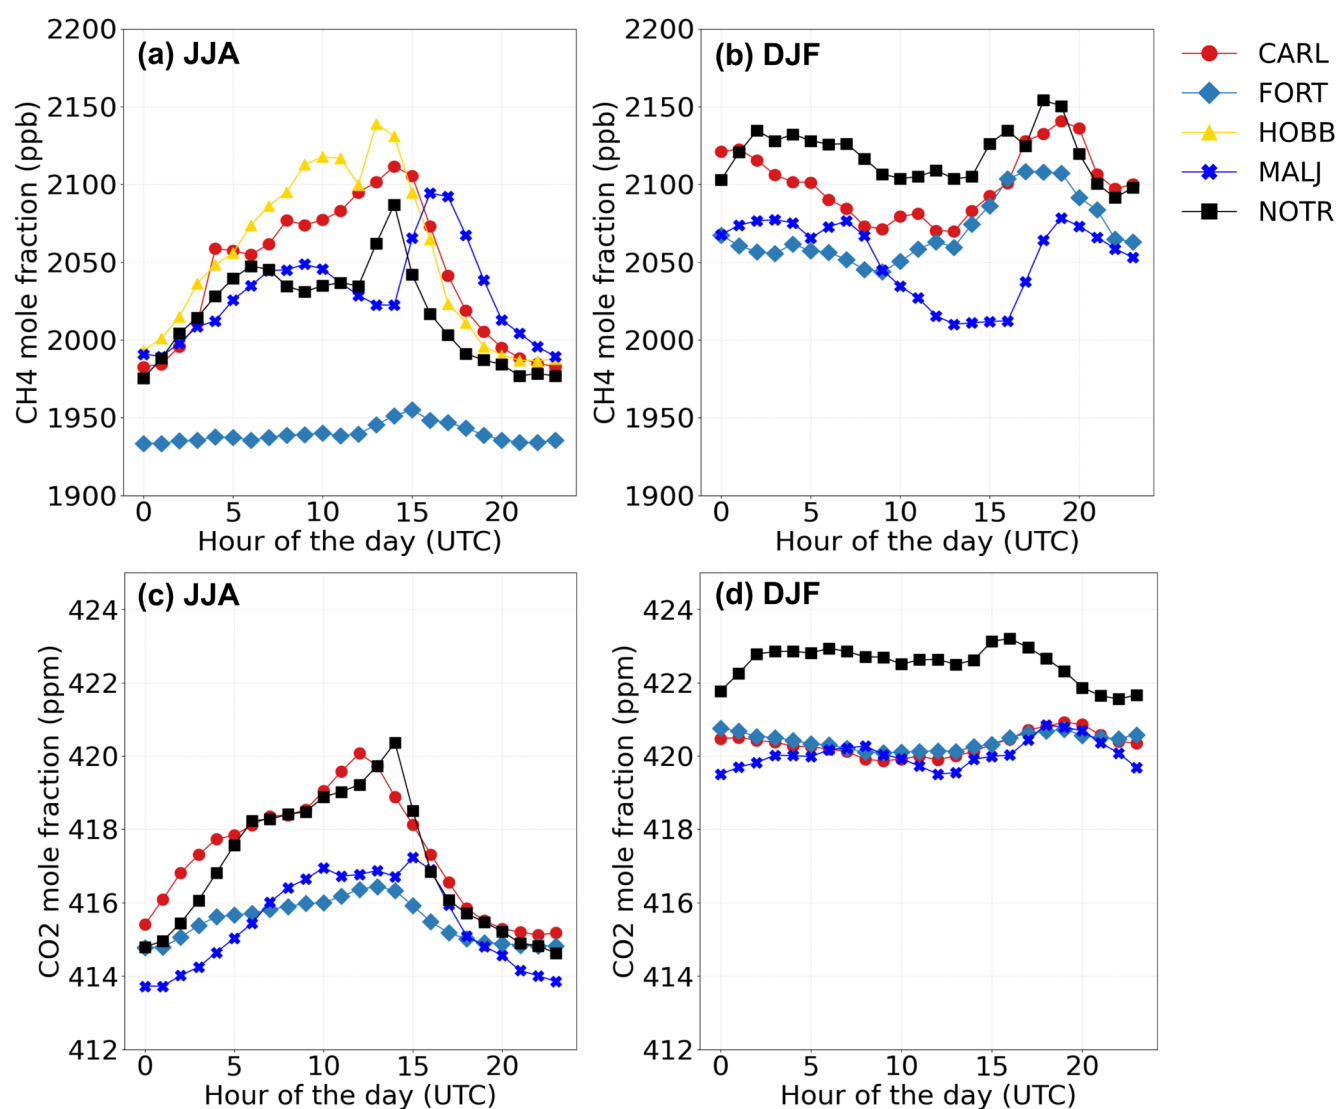 (a) JJA
2200
2150
2100
2050
2000
1950
1900
CH4 mole fraction (ppb)
0 5 10 15 20
Hour of the day (UTC)
(b) DJF
2200
2150
2100
2050
2000
1950
1900
CH4 mole fraction (ppb)
0 5 10 15 20
Hour of the day (UTC)
CARL
FORT
HOBB
MALJ
NOTR
(c) JJA
424
422
420
418
416
414
412
CO2 mole fraction (ppm)
0 5 10 15 20
Hour of the day (UTC)
(d) DJF
424
422
420
418
416
414
412
CO2 mole fraction (ppm)
0 5 10 15 20
Hour of the day (UTC)